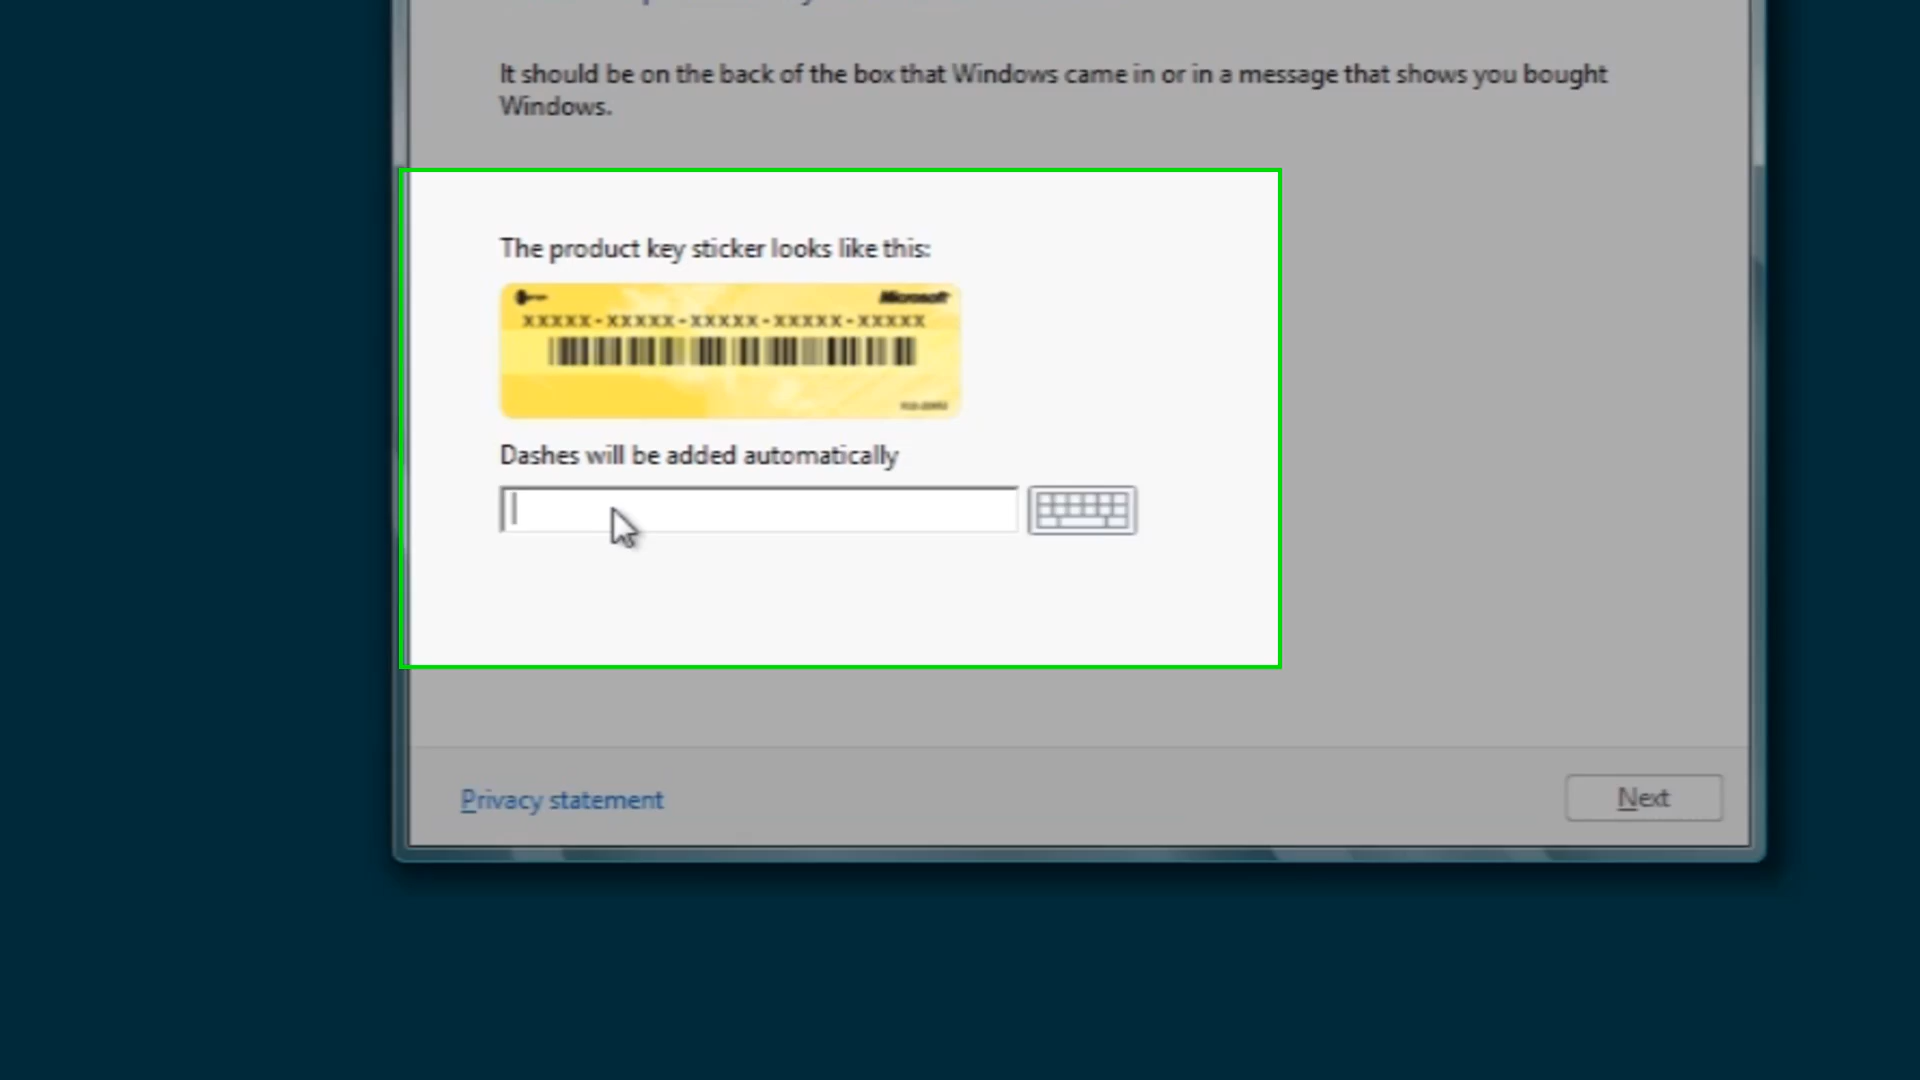 It should be on the back of the box that Windows came in or in a message that shows you bought
Windows.
The product key sticker looks like this:
Microsoft
XXXXX-XXXXX-XXXXX-XXXXX-XXXXX
Dashes will be added automatically
Privacy statement
Next